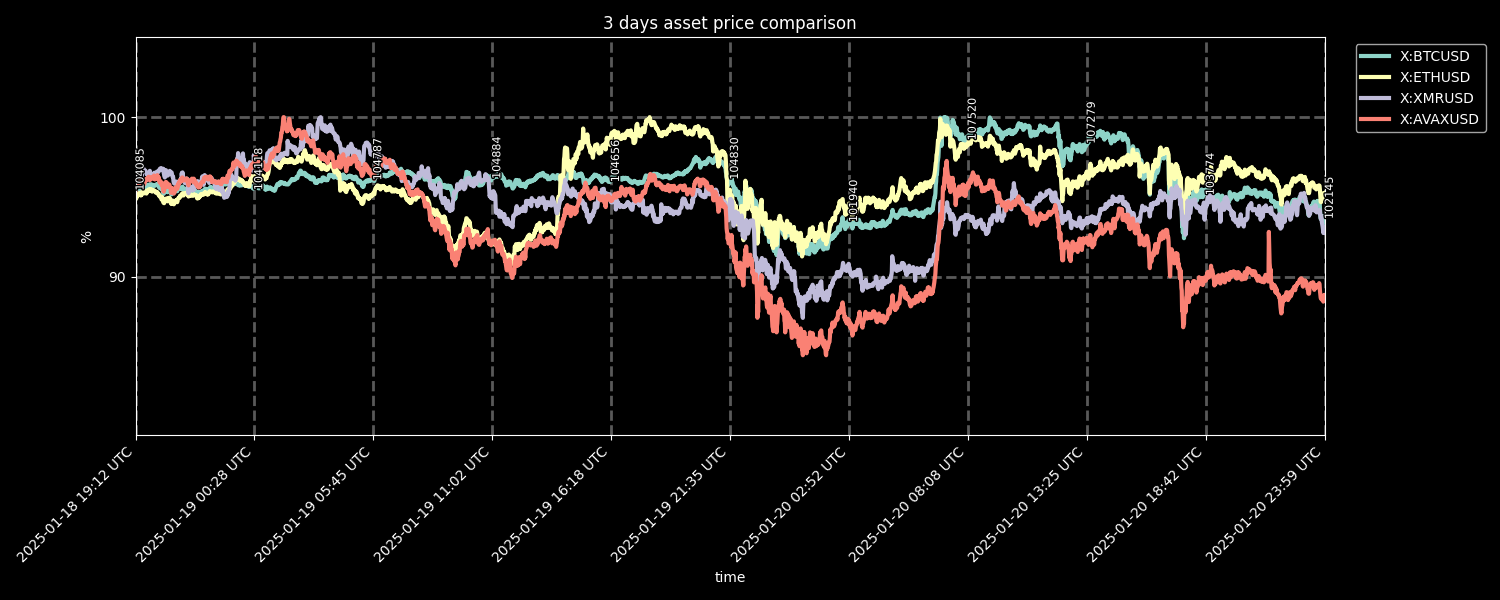 3 days asset price comparison
X:BTCUSD
X:ETHUSD
X:XMRUSD
X:AVAXUSD
100
90
%
104085
104118
104787
104884
104656
104830
101940
107520
107279
103774
102145
2025-01-18 19:12 UTC
2025-01-19 00:28 UTC
2025-01-19 05:45 UTC
2025-01-19 11:02 UTC
2025-01-19 16:18 UTC
2025-01-19 21:35 UTC
2025-01-20 02:52 UTC
2025-01-20 08:08 UTC
2025-01-20 13:25 UTC
2025-01-20 18:42 UTC
2025-01-20 23:59 UTC
time